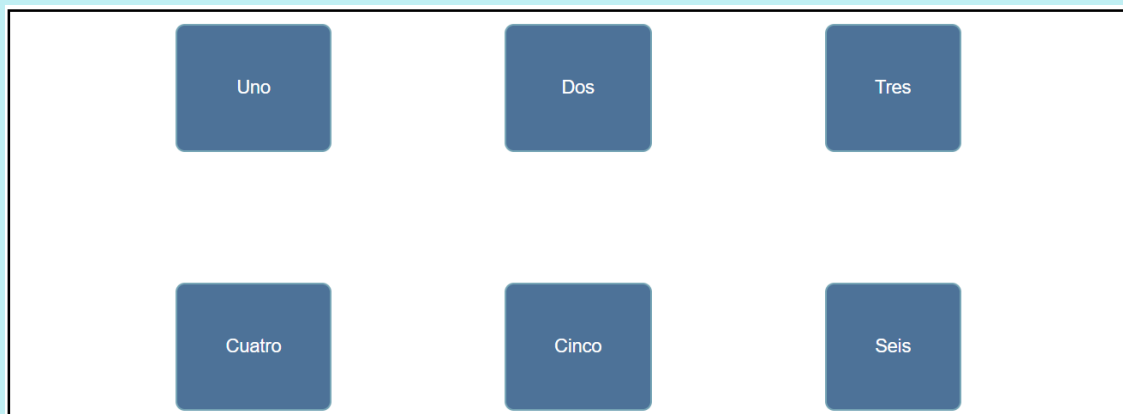 Uno
Dos
Tres
Cuatro
Cinco
Seis